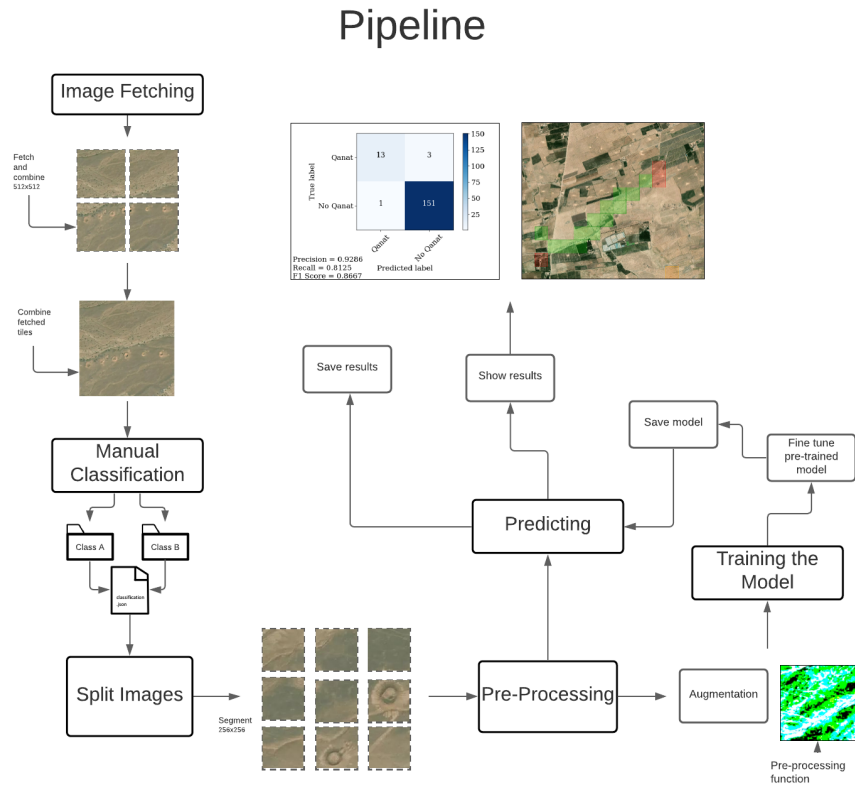 Pipeline
Image Fetching
Fetch
and
combine
512x512
Combine
fetched
tiles
Manual
Classification
Class A
Class B
classification
.json
Split Images
Segment
256x256
Pre-Processing
Augmentation
Pre-processing
function
Training the
Model
Fine tune
pre-trained
model
Save model
Predicting
Save results
Show results
True label
Qanat
No Qanat
13
3
1
151
150
125
100
75
50
25
Qanat
No Qanat
Predicted label
Precision = 0.9286
Recall = 0.8125
F1 Score = 0.8667